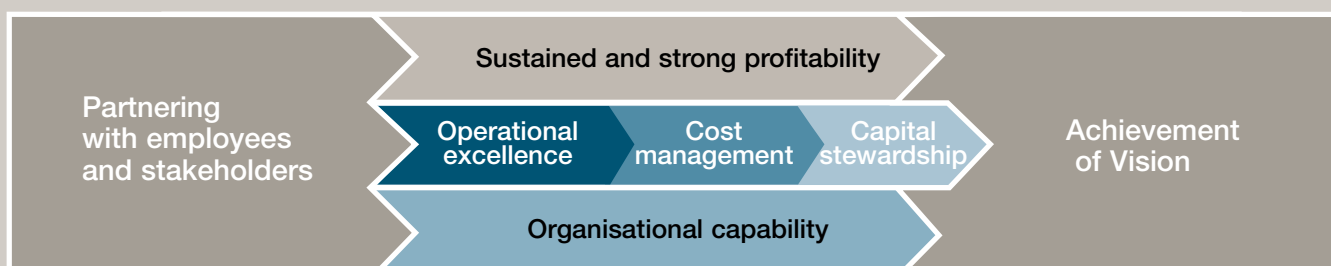 Partnering
with employees
and stakeholders
Sustained and strong profitability
Operational
excellence
Cost
management
Capital
stewardship
Organisational capability
Achievement
of Vision